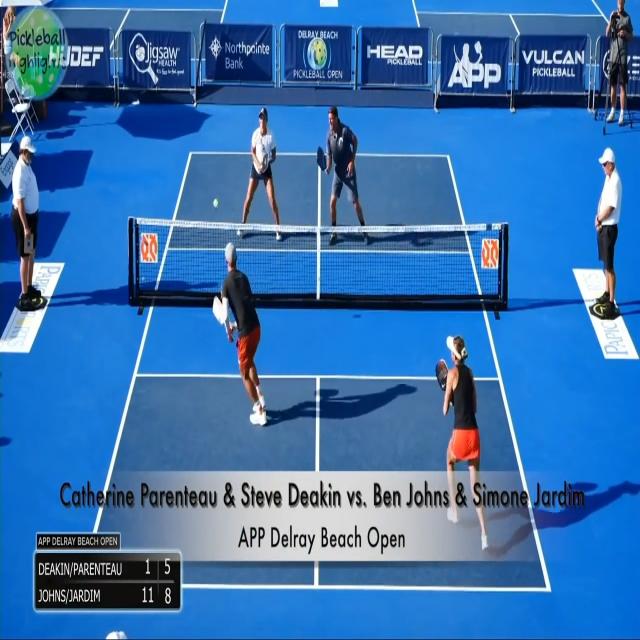 Pickleball
Highlights
HUDEF
Jigsaw
HEALTH
Northpointe
Bank
DELRAY BEACH
PICKLEBALL OPEN
HEAD
PICKLEBALL
APP
VULCAN
PICKLEBALL
Catherine Parenteau & Steve Deakin vs. Ben Johns & Simone Jardim
APP Delray Beach Open
APP DELRAY BEACH OPEN
DEAKIN/PARENTEAU 1 5
JOHNS/JARDIM 11 8